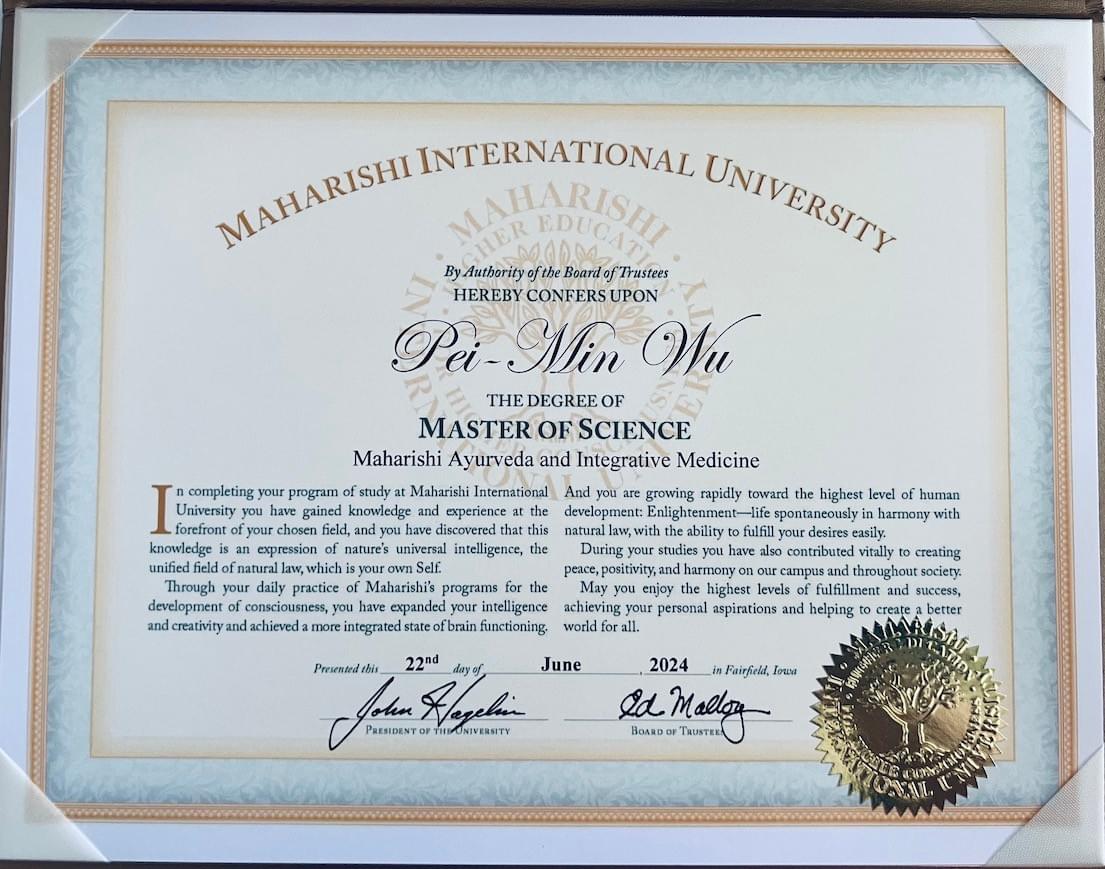 MAHARISHI INTERNATIONAL UNIVERSITY
MAHARISHI
HIGHER EDUCATION
By Authority of the Board of Trustees
HEREBY CONFERS UPON
Pei-Min Wu
THE DEGREE OF
MASTER OF SCIENCE
Maharishi Ayurveda and Integrative Medicine
In completing your program of study at Maharishi International
University you have gained knowledge and experience at the
forefront of your chosen field, and you have discovered that this
knowledge is an expression of nature's universal intelligence, the
unified field of natural law, which is your own Self.
Through your daily practice of Maharishi's programs for the
development of consciousness, you have expanded your intelligence
and creativity and achieved a more integrated state of brain functioning.
And you are growing rapidly toward the highest level of human
development: Enlightenment—life spontaneously in harmony with
natural law, with the ability to fulfill your desires easily.
During your studies you have also contributed vitally to creating
peace, positivity, and harmony on our campus and throughout society.
May you enjoy the highest levels of fulfillment and success,
achieving your personal aspirations and helping to create a better
world for all.
Presented this 22nd day of June , 2024 in Fairfield, Iowa
John Hagelin
PRESIDENT OF THE UNIVERSITY
Ed Malloy
BOARD OF TRUSTEES
MAHARISHI INTERNATIONAL UNIVERSITY